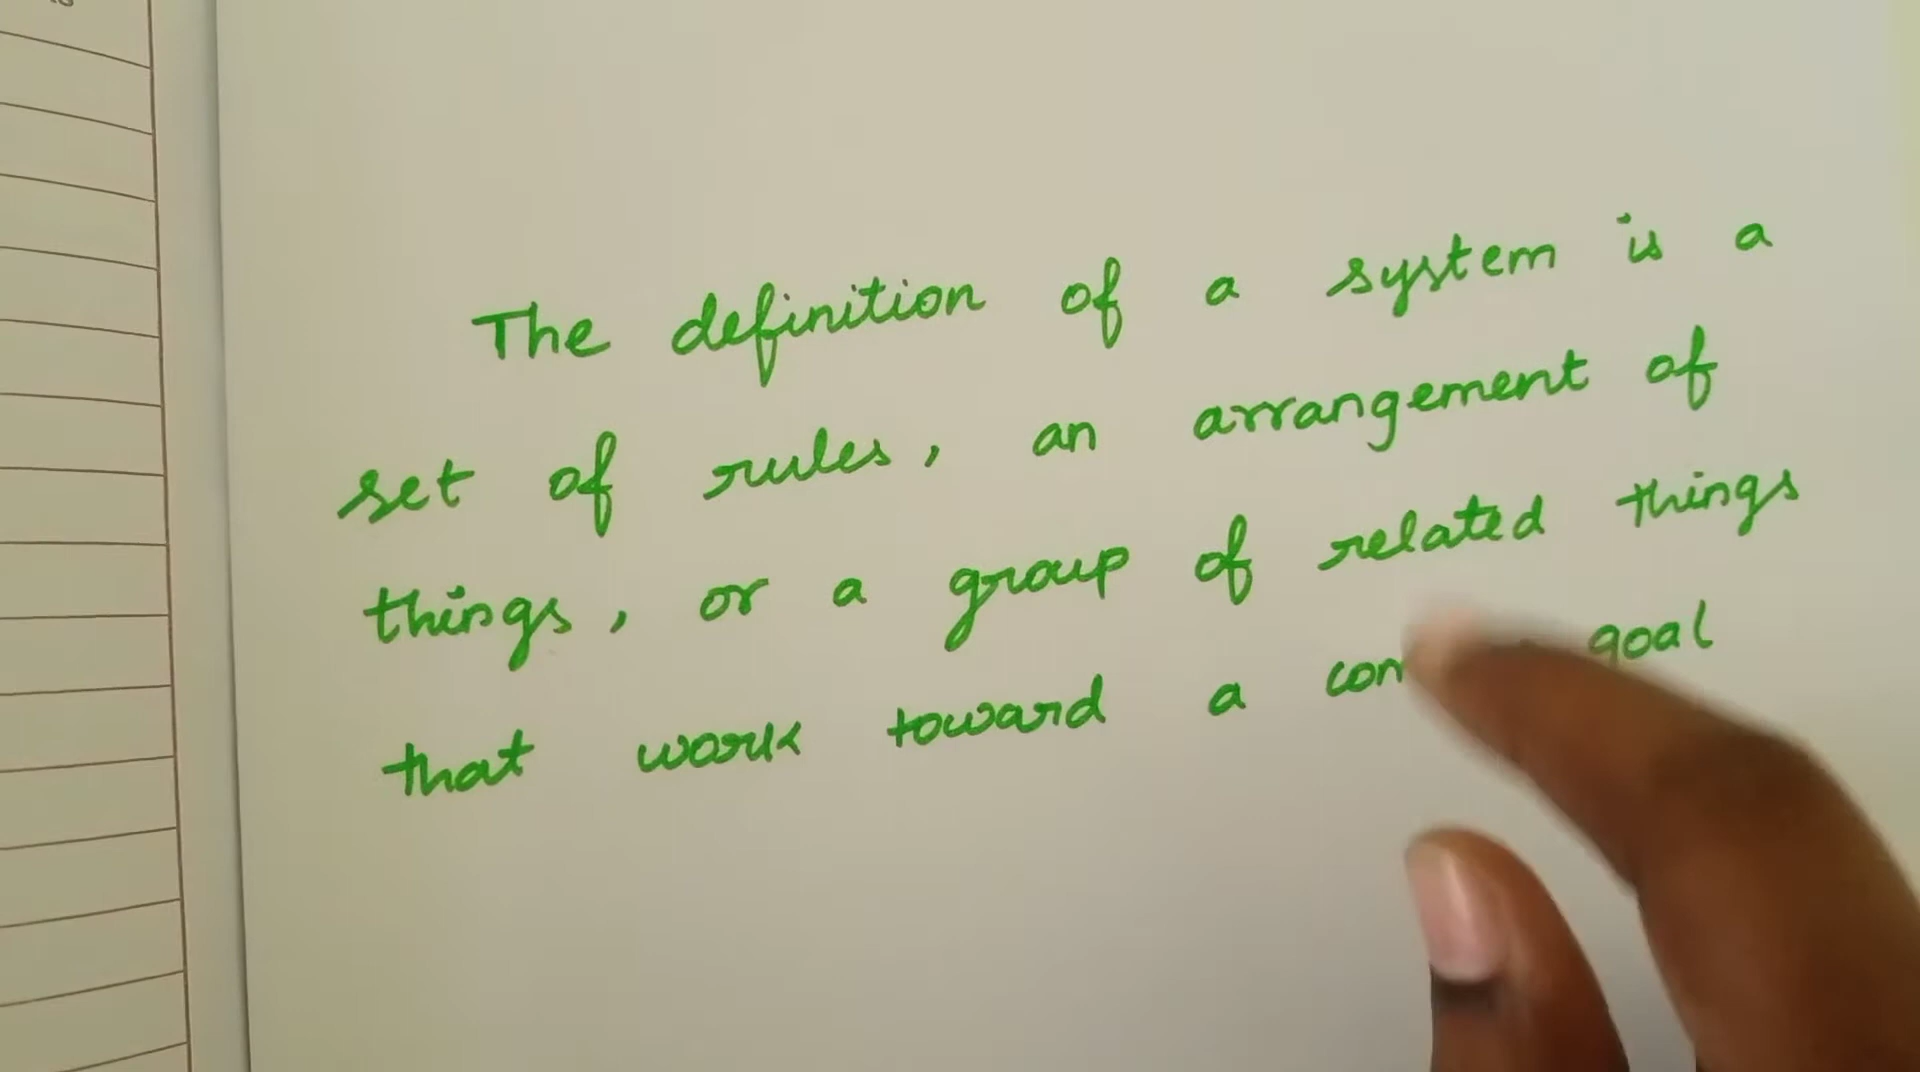 The definition of a system is a
set of rules, an arrangement of
things, or a group of related things
that work toward a goal